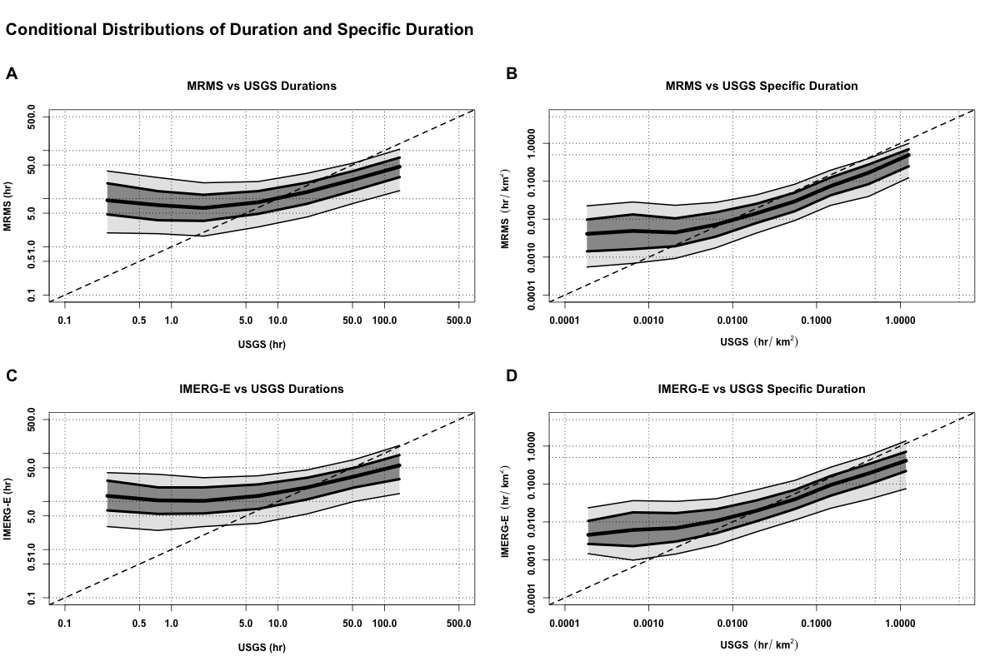 Conditional Distributions of Duration and Specific Duration
A
MRMS vs USGS Durations
MRMS (hr)
500.0
50.0
5.0
0.51.0
0.1
0.1 0.5 1.0 5.0 10.0 50.0 100.0 500.0
USGS (hr)
B
MRMS vs USGS Specific Duration
MRMS (hr/ km²)
1.0000
0.1000
0.0100
0.0010
0.0001
0.0001 0.0010 0.0100 0.1000 1.0000
USGS (hr/ km²)
C
IMERG-E vs USGS Durations
IMERG-E (hr)
500.0
50.0
5.0
0.51.0
0.1
0.1 0.5 1.0 5.0 10.0 50.0 100.0 500.0
USGS (hr)
D
IMERG-E vs USGS Specific Duration
IMERG-E (hr/ km²)
1.0000
0.1000
0.0100
0.0010
0.0001
0.0001 0.0010 0.0100 0.1000 1.0000
USGS (hr/ km²)